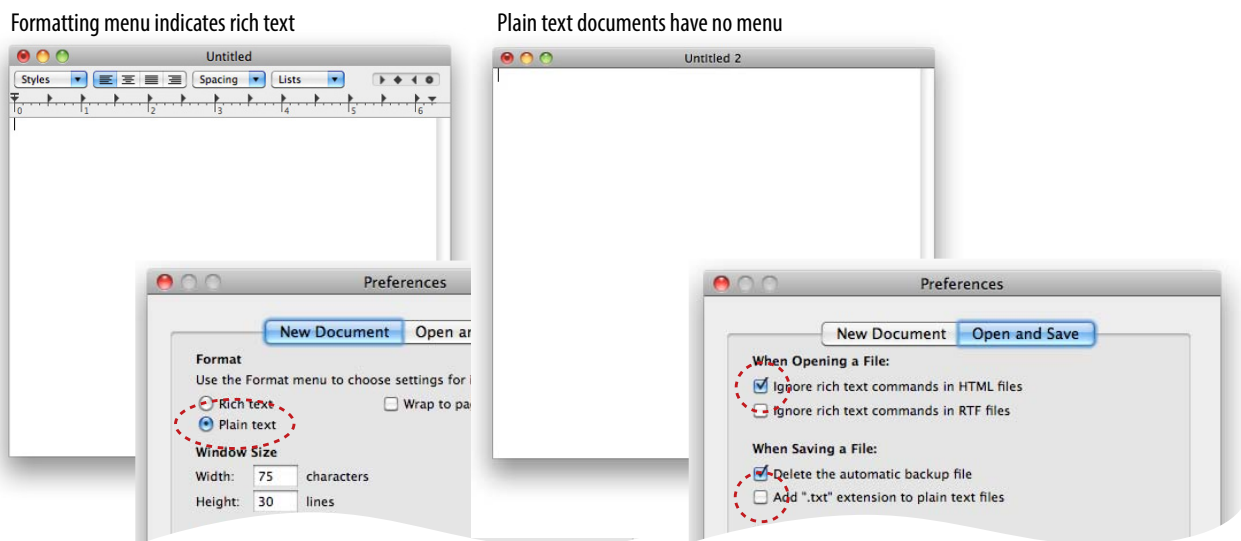 Formatting menu indicates rich text
Untitled
Styles Spacing Lists
0 1 2 3 4 5 6
Preferences
New Document Open an
Format
Use the Format menu to choose settings for
Rich text Wrap to pa
Plain text
Window Size
Width: 75 characters
Height: 30 lines
Plain text documents have no menu
Untitled 2
Preferences
New Document Open and Save
When Opening a File:
Ignore rich text commands in HTML files
Ignore rich text commands in RTF files
When Saving a File:
Delete the automatic backup file
Add ".txt" extension to plain text files